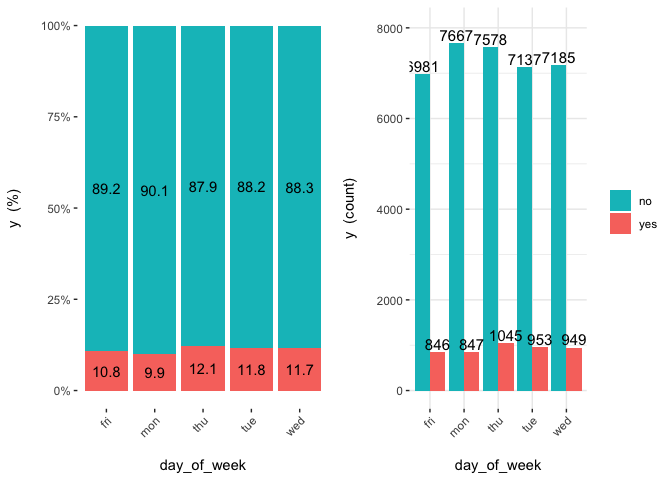 y (%)
100%
75%
50%
25%
0%
89.2
90.1
87.9
88.2
88.3
10.8
9.9
12.1
11.8
11.7
fri
mon
thu
tue
wed
day_of_week
y (count)
8000
6000
4000
2000
0
6981
7667
7578
7137
7185
846
847
1045
953
949
fri
mon
thu
tue
wed
day_of_week
no
yes